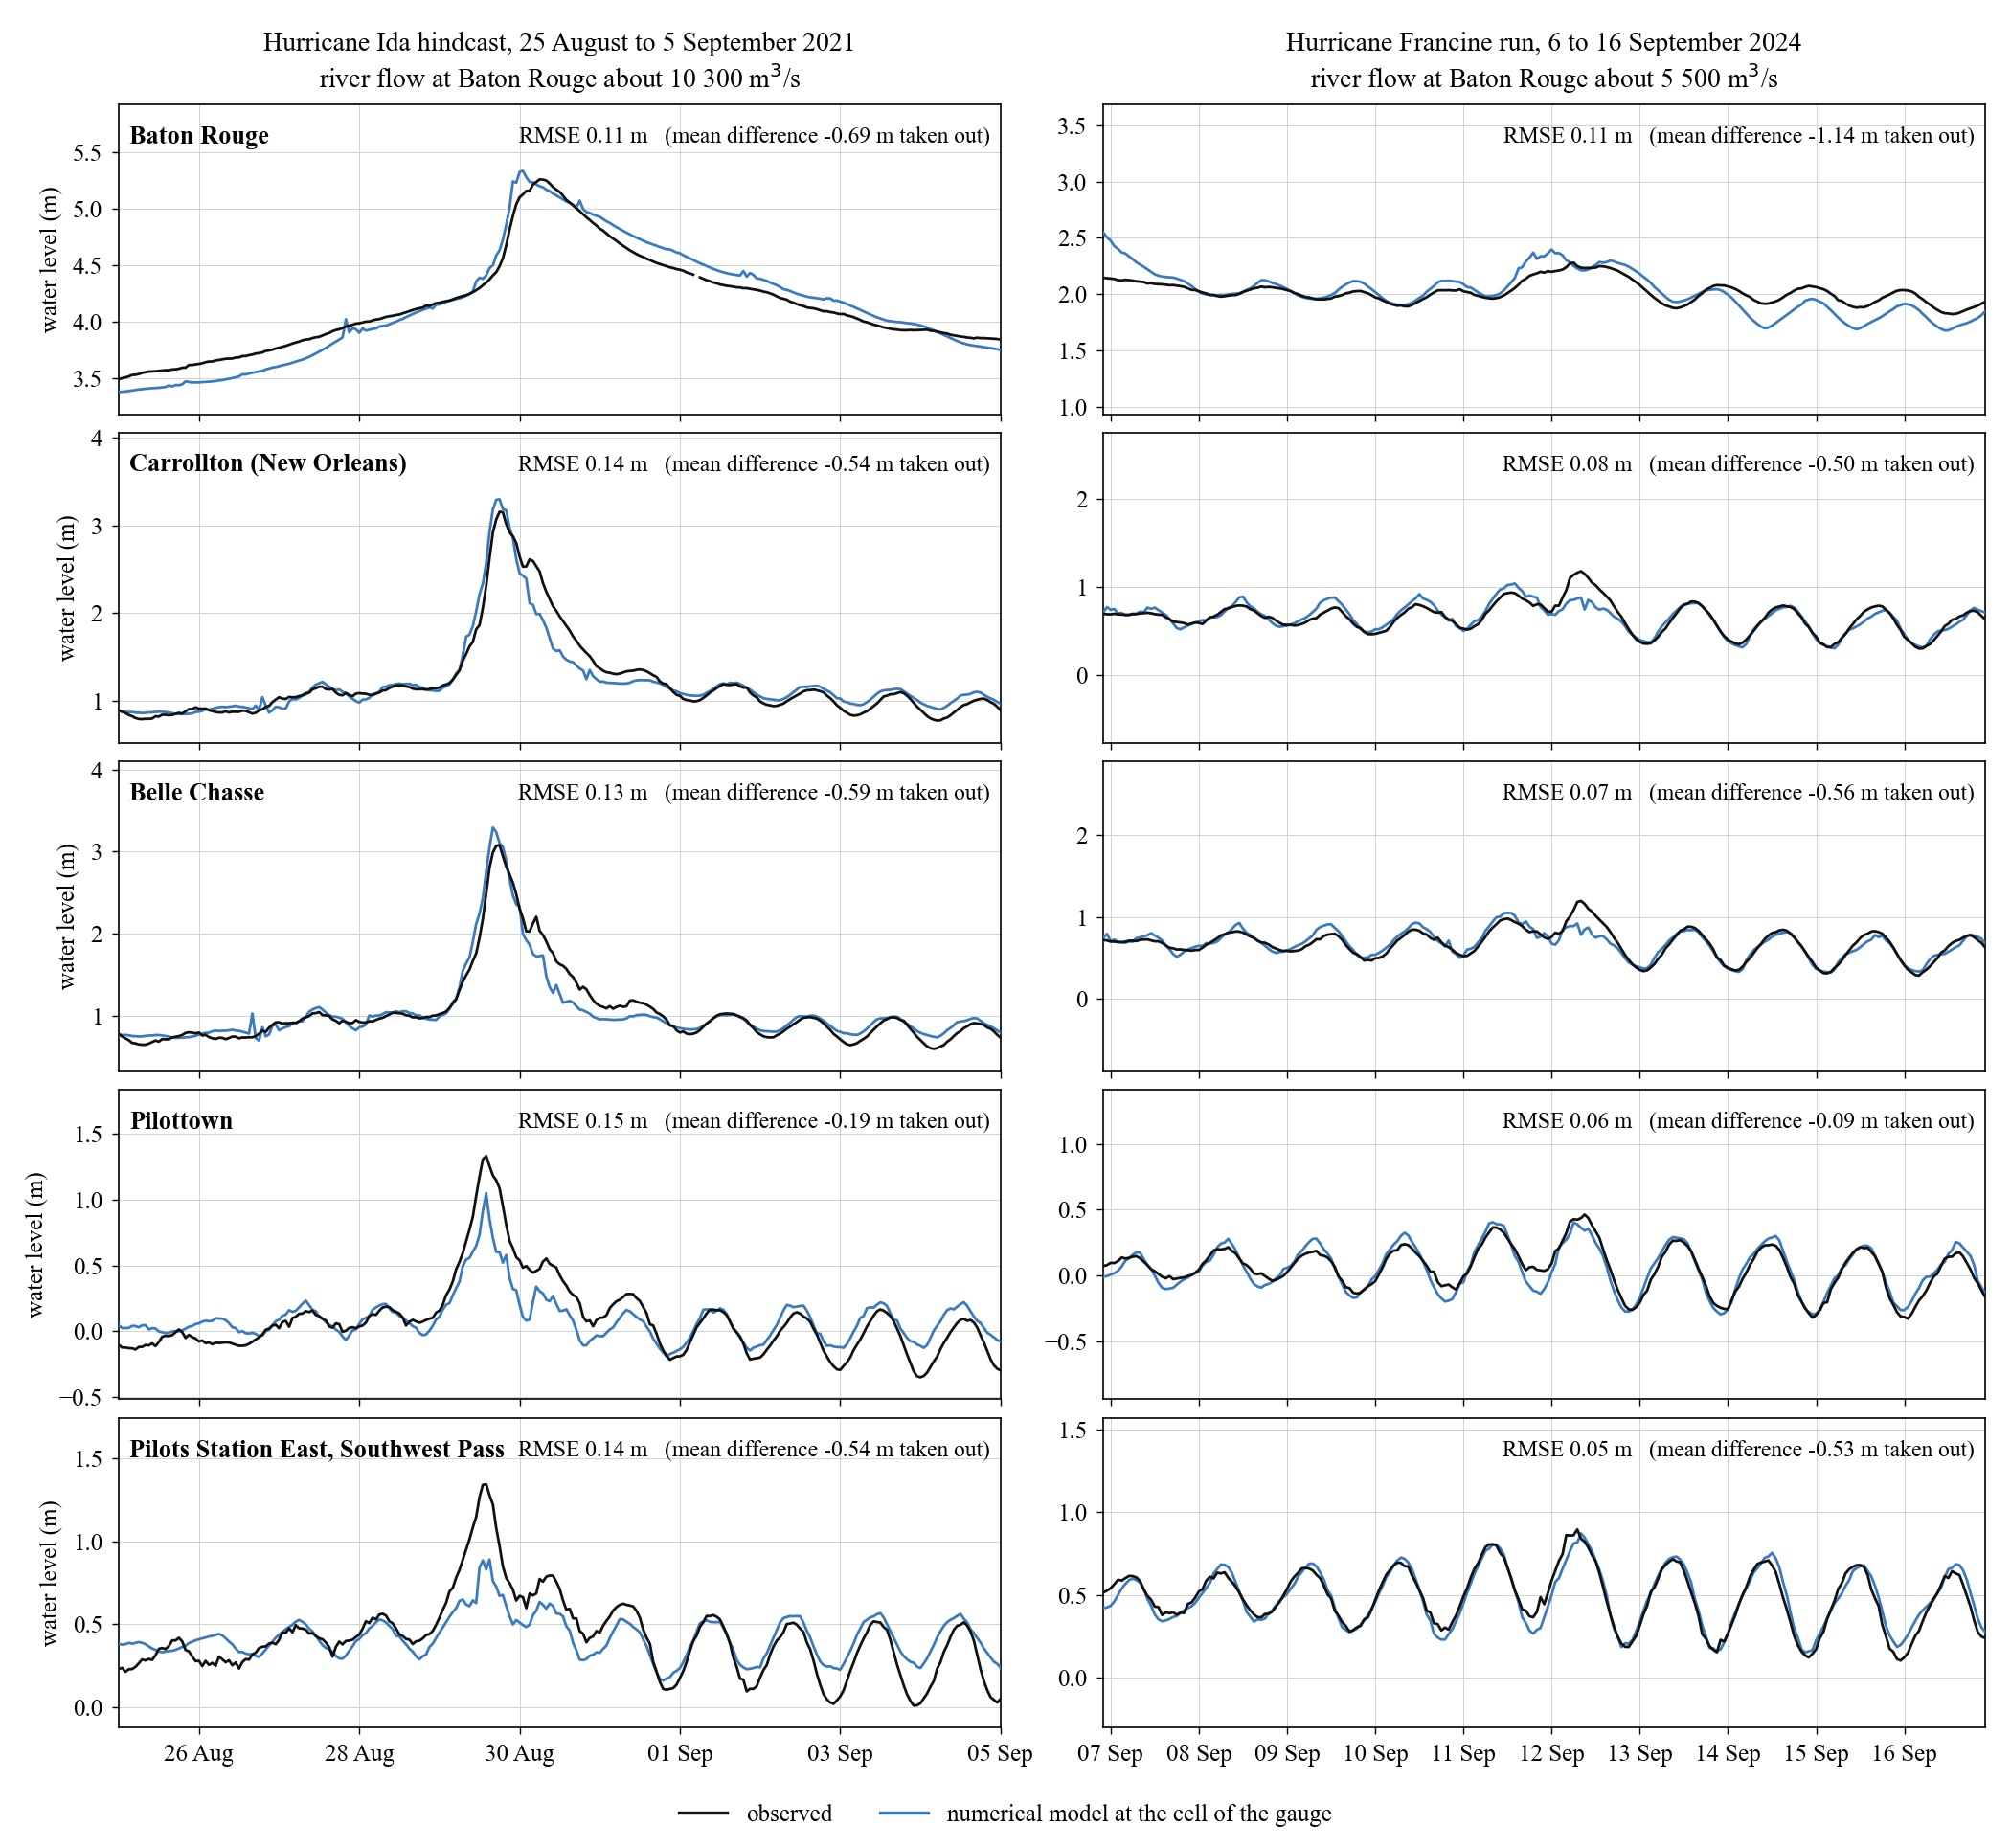 Hurricane Ida hindcast, 25 August to 5 September 2021
river flow at Baton Rouge about 10 300 m³/s
Hurricane Francine run, 6 to 16 September 2024
river flow at Baton Rouge about 5 500 m³/s
Baton Rouge
RMSE 0.11 m (mean difference -0.69 m taken out)
water level (m)
5.5
5.0
4.5
4.0
3.5
RMSE 0.11 m (mean difference -1.14 m taken out)
3.5
3.0
2.5
2.0
1.5
1.0
Carrollton (New Orleans)
RMSE 0.14 m (mean difference -0.54 m taken out)
water level (m)
4
3
2
1
RMSE 0.08 m (mean difference -0.50 m taken out)
2
1
0
Belle Chasse
RMSE 0.13 m (mean difference -0.59 m taken out)
water level (m)
4
3
2
1
RMSE 0.07 m (mean difference -0.56 m taken out)
2
1
0
Pilottown
RMSE 0.15 m (mean difference -0.19 m taken out)
water level (m)
1.5
1.0
0.5
0.0
−0.5
RMSE 0.06 m (mean difference -0.09 m taken out)
1.0
0.5
0.0
−0.5
Pilots Station East, Southwest Pass
RMSE 0.14 m (mean difference -0.54 m taken out)
water level (m)
1.5
1.0
0.5
0.0
RMSE 0.05 m (mean difference -0.53 m taken out)
1.5
1.0
0.5
0.0
26 Aug 28 Aug 30 Aug 01 Sep 03 Sep 05 Sep
07 Sep 08 Sep 09 Sep 10 Sep 11 Sep 12 Sep 13 Sep 14 Sep 15 Sep 16 Sep
observed
numerical model at the cell of the gauge